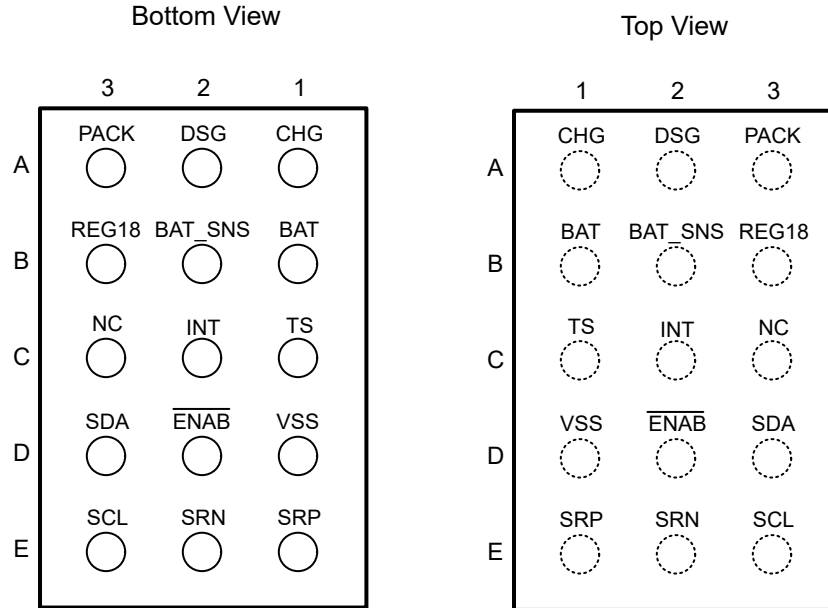 Bottom View
3 2 1
PACK DSG CHG
A
REG18 BAT_SNS BAT
B
NC INT TS
C
SDA ENAB VSS
D
SCL SRN SRP
E
Top View
1 2 3
CHG DSG PACK
A
BAT BAT_SNS REG18
B
TS INT NC
C
VSS ENAB SDA
D
SRP SRN SCL
E